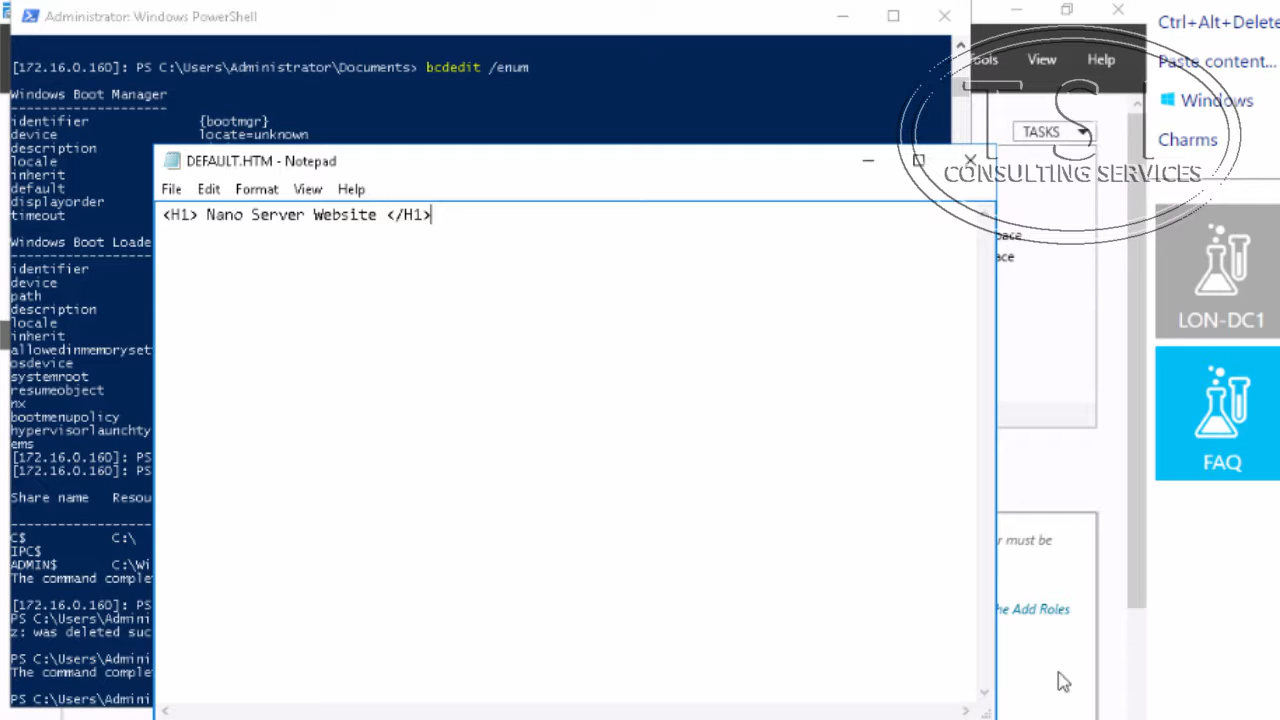 Administrator: Windows PowerShell
[172.16.0.160]: PS C:\Users\Administrator\Documents> bcdedit /enum
Windows Boot Manager
--------------------
identifier {bootmgr}
device locate=unknown
description
locale
inherit
default
displayorder
timeout
Windows Boot Loade
identifier
device
path
description
locale
inherit
allowedinmemoryset
osdevice
systemroot
resumeobject
nx
bootmenupolicy
hypervisorlaunchty
ems
[172.16.0.160]: PS
[172.16.0.160]: PS
Share name Resou
C$ C:\
IPC$
ADMIN$ C:\Wi
The command comple
[172.16.0.160]: PS
PS C:\Users\Admini
z: was deleted suc
PS C:\Users\Admini
The command comple
PS C:\Users\Admini
DEFAULT.HTM - Notepad
File Edit Format View Help
<H1> Nano Server Website </H1>
ools View Help
TASKS
pace
ace
r must be
he Add Roles
TSI
CONSULTING SERVICES
Ctrl+Alt+Delete
Paste content...
Windows
Charms
LON-DC1
FAQ